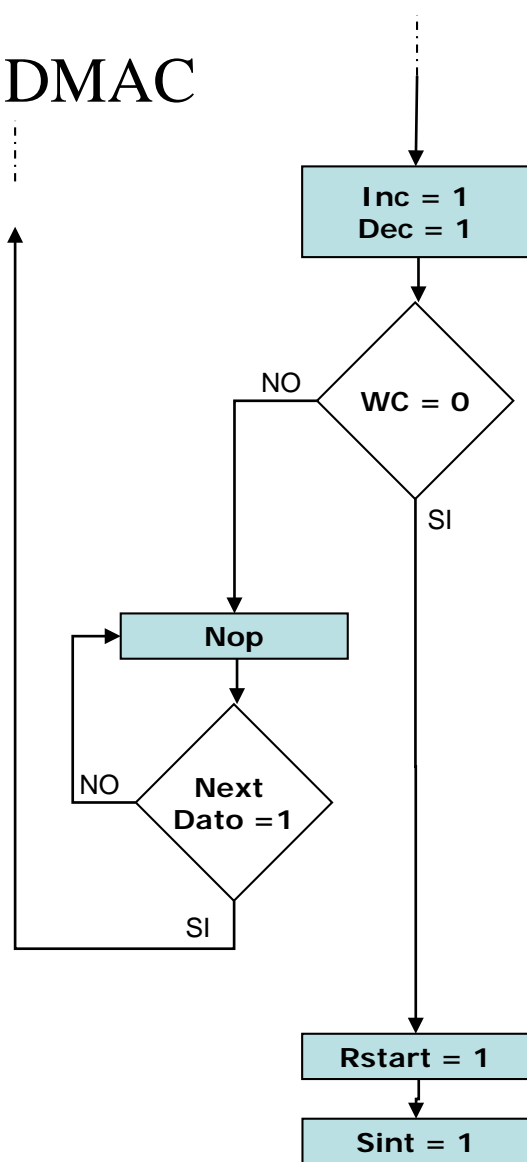 DMAC
Inc = 1
Dec = 1
NO
WC = 0
SI
Nop
NO
Next
Dato =1
SI
Rstart = 1
Sint = 1